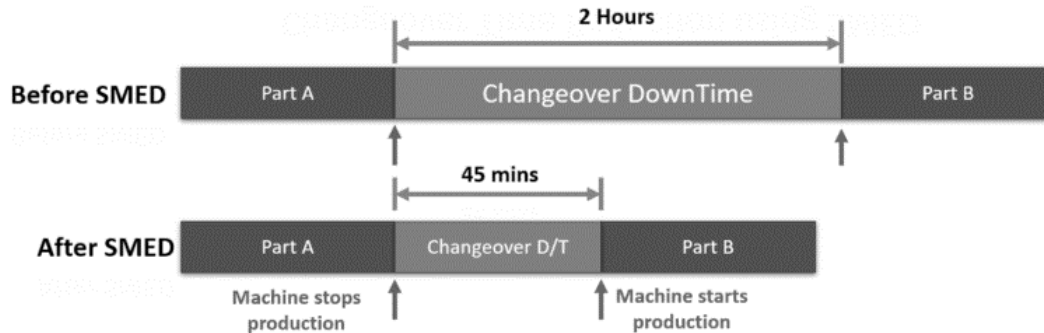 2 Hours
Before SMED
Part A
Changeover DownTime
Part B
45 mins
After SMED
Part A
Changeover D/T
Part B
Machine stops
production
Machine starts
production